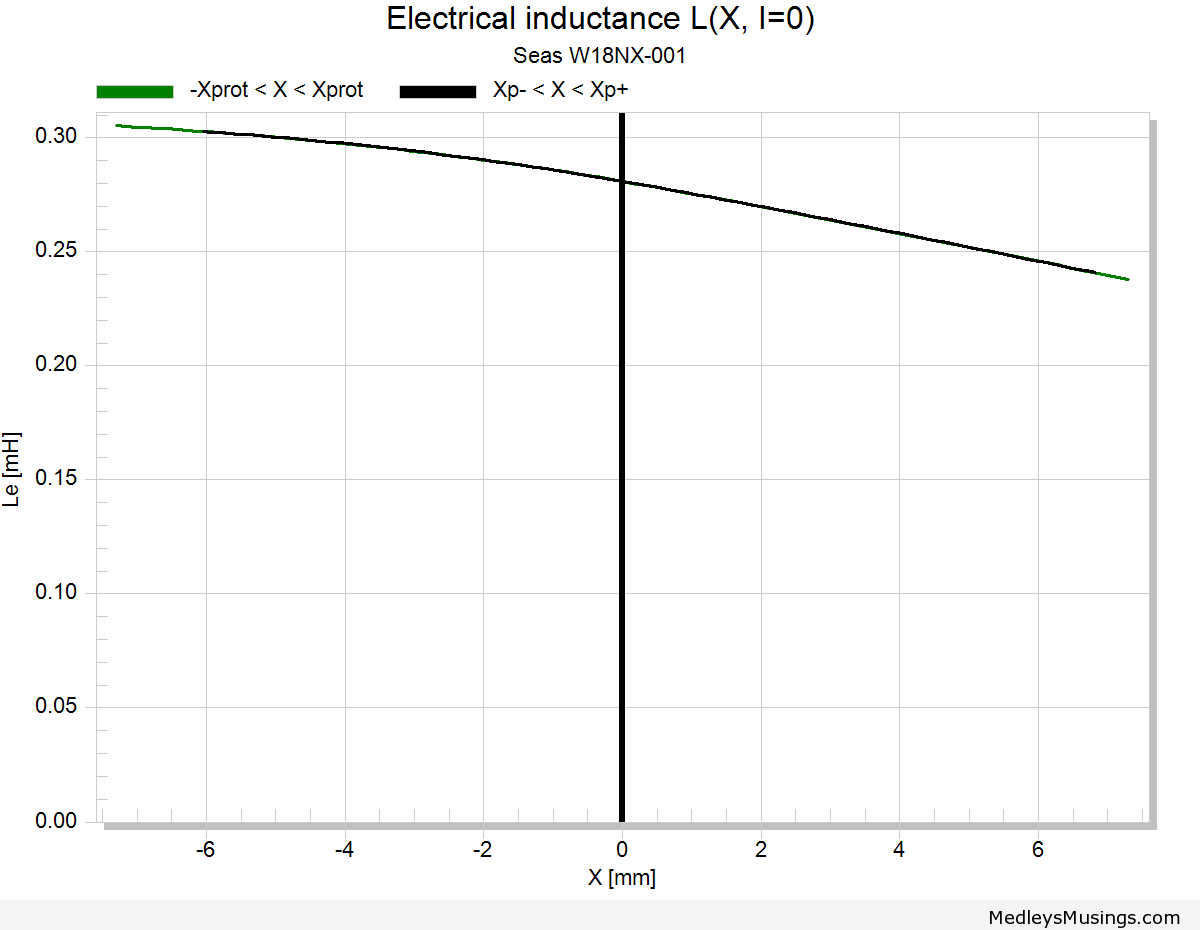 Electrical inductance L(X, I=0)
Seas W18NX-001
-Xprot < X < Xprot
Xp- < X < Xp+
0.30
0.25
0.20
0.15
0.10
0.05
0.00
Le [mH]
-6 -4 -2 0 2 4 6
X [mm]
MedleysMusings.com